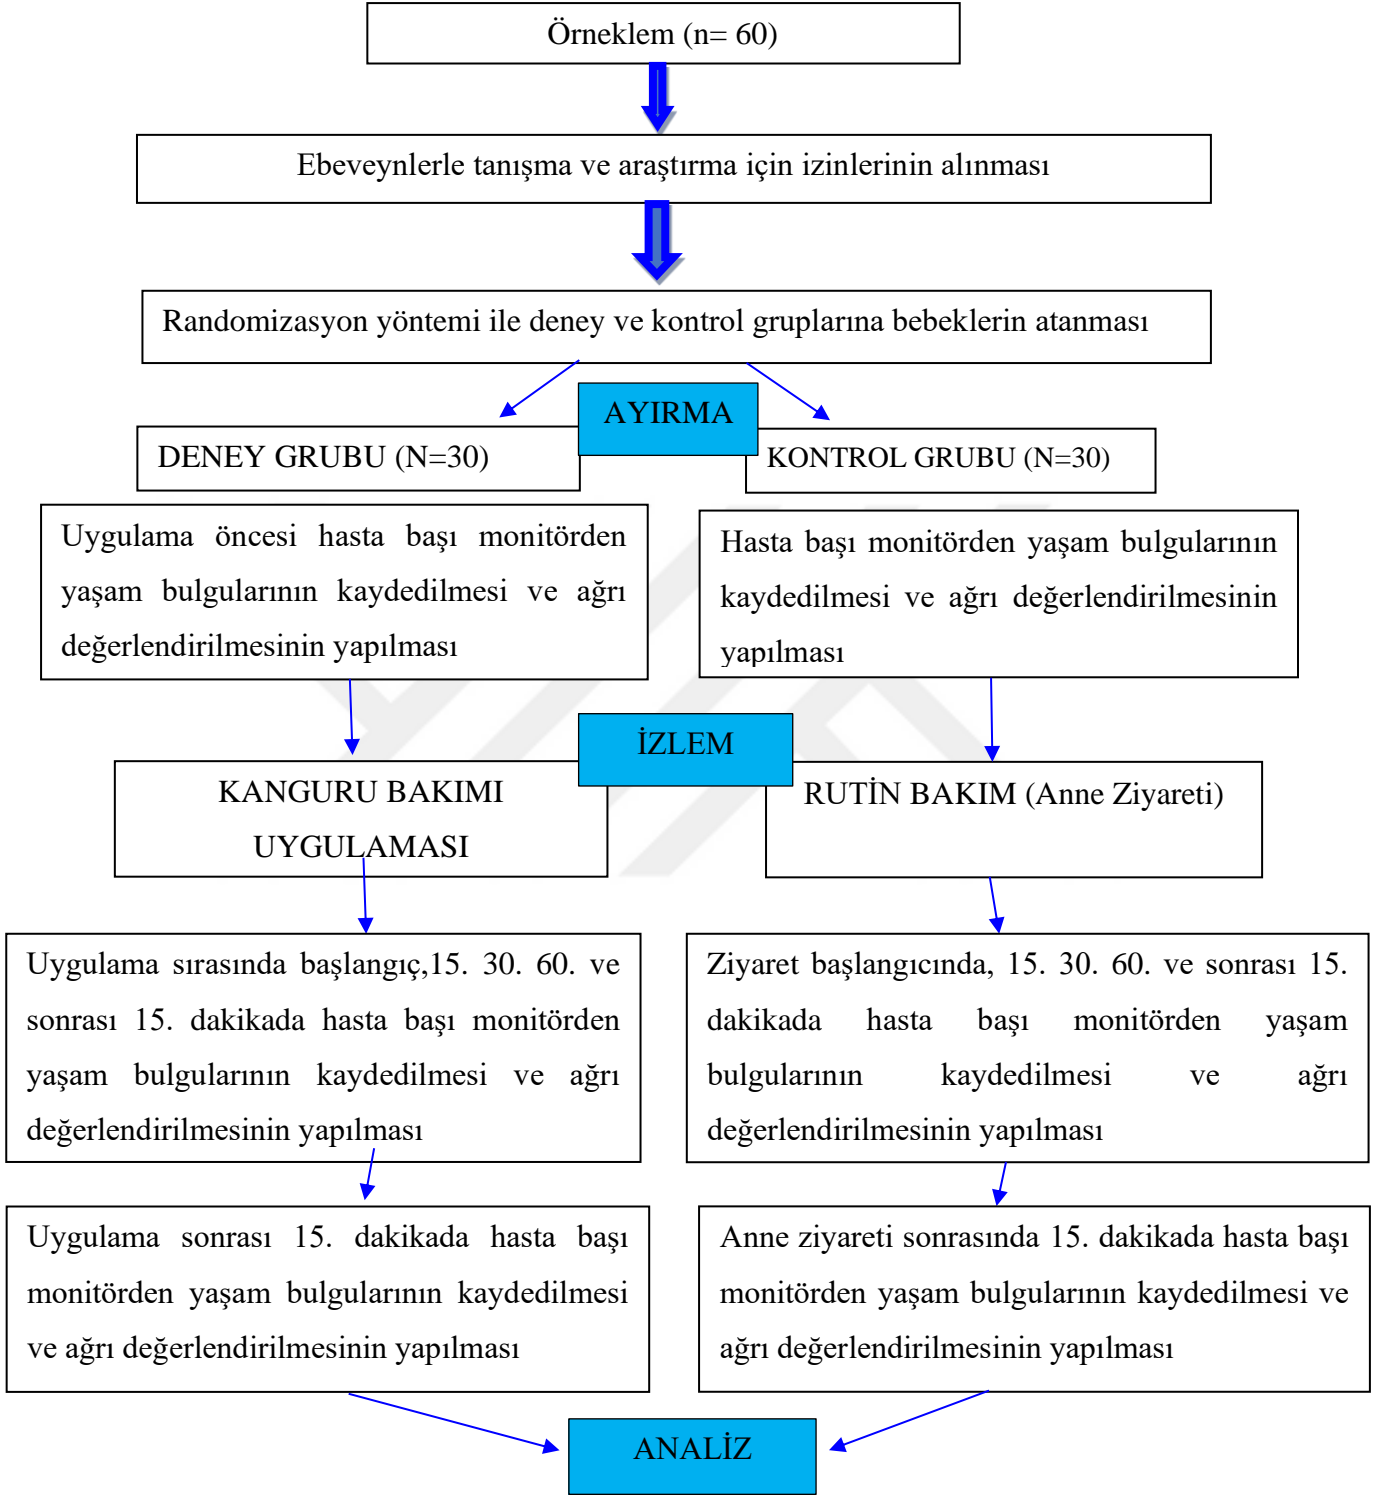 Örneklem (n= 60)
Ebeveynlerle tanışma ve araştırma için izinlerinin alınması
Randomizasyon yöntemi ile deney ve kontrol gruplarına bebeklerin atanması
AYIRMA
DENEY GRUBU (N=30)
KONTROL GRUBU (N=30)
Uygulama öncesi hasta başı monitörden
yaşam bulgularının kaydedilmesi ve ağrı
değerlendirilmesinin yapılması
Hasta başı monitörden yaşam bulgularının
kaydedilmesi ve ağrı değerlendirilmesinin
yapılması
İZLEM
KANGURU BAKIMI
UYGULAMASI
RUTİN BAKIM (Anne Ziyareti)
Uygulama sırasında başlangıç,15. 30. 60. ve
sonrası 15. dakikada hasta başı monitörden
yaşam bulgularının kaydedilmesi ve ağrı
değerlendirilmesinin yapılması
Ziyaret başlangıcında, 15. 30. 60. ve sonrası 15.
dakikada hasta başı monitörden yaşam
bulgularının kaydedilmesi ve ağrı
değerlendirilmesinin yapılması
Uygulama sonrası 15. dakikada hasta başı
monitörden yaşam bulgularının kaydedilmesi
ve ağrı değerlendirilmesinin yapılması
Anne ziyareti sonrasında 15. dakikada hasta başı
monitörden yaşam bulgularının kaydedilmesi ve
ağrı değerlendirilmesinin yapılması
ANALİZ